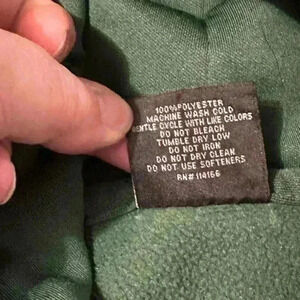 100% POLYESTER
MACHINE WASH COLD
GENTLE CYCLE WITH LIKE COLORS
DO NOT BLEACH
TUMBLE DRY LOW
DO NOT IRON
DO NOT DRY CLEAN
DO NOT USE SOFTENERS
RN# 114166